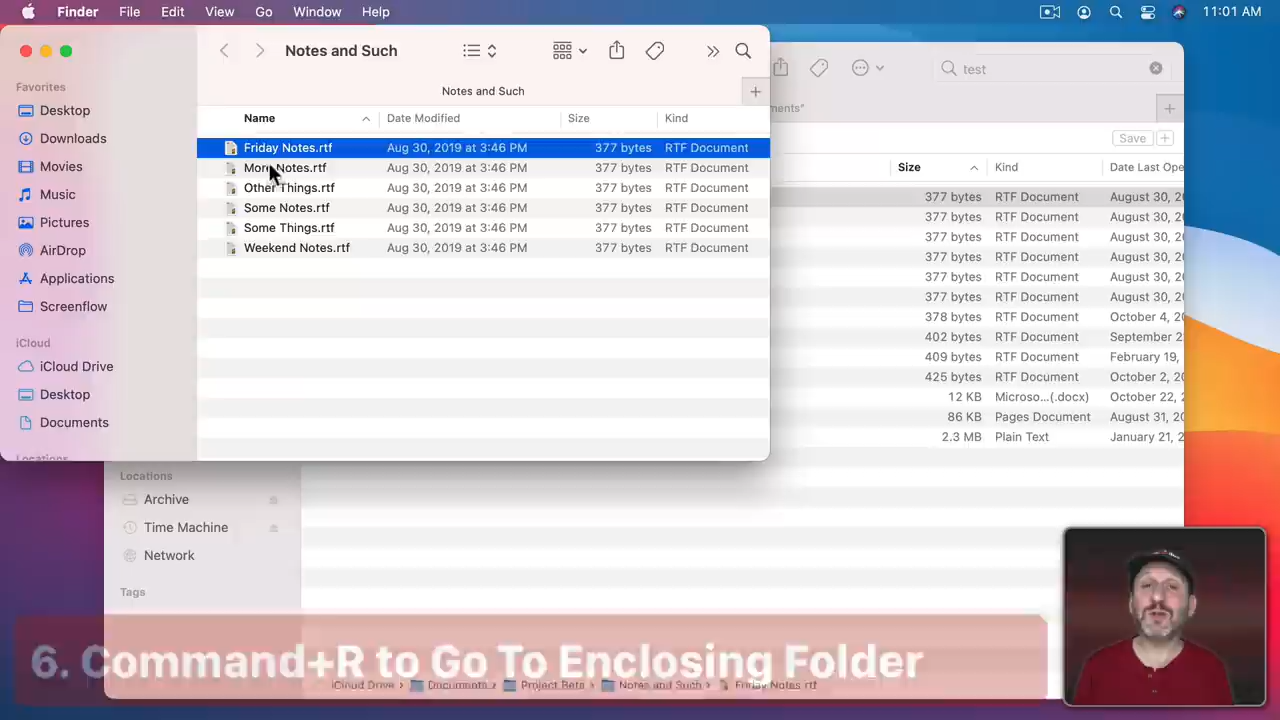 Finder File Edit View Go Window Help 11:01 AM
Notes and Such
Notes and Such
test
Favorites
Desktop
Downloads
Movies
Music
Pictures
AirDrop
Applications
Screenflow
iCloud
iCloud Drive
Desktop
Documents
Name Date Modified Size Kind
Friday Notes.rtf Aug 30, 2019 at 3:46 PM 377 bytes RTF Document
More Notes.rtf Aug 30, 2019 at 3:46 PM 377 bytes RTF Document
Other Things.rtf Aug 30, 2019 at 3:46 PM 377 bytes RTF Document
Some Notes.rtf Aug 30, 2019 at 3:46 PM 377 bytes RTF Document
Some Things.rtf Aug 30, 2019 at 3:46 PM 377 bytes RTF Document
Weekend Notes.rtf Aug 30, 2019 at 3:46 PM 377 bytes RTF Document
Save
Size Kind Date Last Ope
377 bytes RTF Document August 30, 20
377 bytes RTF Document August 30, 20
377 bytes RTF Document August 30, 20
377 bytes RTF Document August 30, 20
377 bytes RTF Document August 30, 20
377 bytes RTF Document August 30, 20
378 bytes RTF Document October 4, 20
402 bytes RTF Document September 2
409 bytes RTF Document February 19,
425 bytes RTF Document October 2, 20
12 KB Microso...(.docx) October 22, 2
86 KB Pages Document August 31, 20
2.3 MB Plain Text January 21, 2
Locations
Archive
Time Machine
Network
Tags
6. Command+R to Go To Enclosing Folder
iCloud Drive › Documents › Project Beta › Notes and Such › Friday Notes.rtf